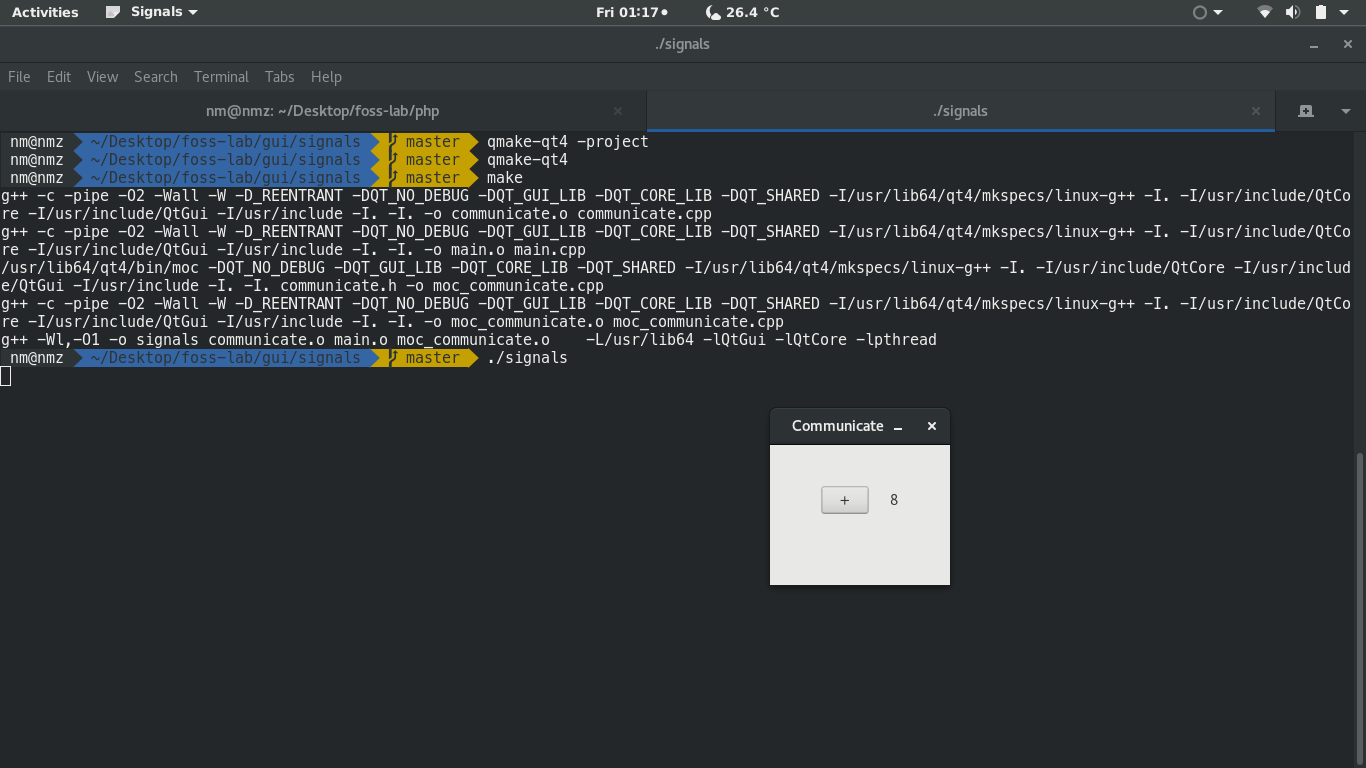 Activities Signals Fri 01:17 26.4 °C
./signals
File Edit View Search Terminal Tabs Help
nm@nmz: ~/Desktop/foss-lab/php ./signals
nm@nmz ~/Desktop/foss-lab/gui/signals master qmake-qt4 -project
nm@nmz ~/Desktop/foss-lab/gui/signals master qmake-qt4
nm@nmz ~/Desktop/foss-lab/gui/signals master make
g++ -c -pipe -O2 -Wall -W -D_REENTRANT -DQT_NO_DEBUG -DQT_GUI_LIB -DQT_CORE_LIB -DQT_SHARED -I/usr/lib64/qt4/mkspecs/linux-g++ -I. -I/usr/include/QtCo
re -I/usr/include/QtGui -I/usr/include -I. -I. -o communicate.o communicate.cpp
g++ -c -pipe -O2 -Wall -W -D_REENTRANT -DQT_NO_DEBUG -DQT_GUI_LIB -DQT_CORE_LIB -DQT_SHARED -I/usr/lib64/qt4/mkspecs/linux-g++ -I. -I/usr/include/QtCo
re -I/usr/include/QtGui -I/usr/include -I. -I. -o main.o main.cpp
/usr/lib64/qt4/bin/moc -DQT_NO_DEBUG -DQT_GUI_LIB -DQT_CORE_LIB -DQT_SHARED -I/usr/lib64/qt4/mkspecs/linux-g++ -I. -I/usr/include/QtCore -I/usr/includ
e/QtGui -I/usr/include -I. -I. communicate.h -o moc_communicate.cpp
g++ -c -pipe -O2 -Wall -W -D_REENTRANT -DQT_NO_DEBUG -DQT_GUI_LIB -DQT_CORE_LIB -DQT_SHARED -I/usr/lib64/qt4/mkspecs/linux-g++ -I. -I/usr/include/QtCo
re -I/usr/include/QtGui -I/usr/include -I. -I. -o moc_communicate.o moc_communicate.cpp
g++ -Wl,-O1 -o signals communicate.o main.o moc_communicate.o    -L/usr/lib64 -lQtGui -lQtCore -lpthread
nm@nmz ~/Desktop/foss-lab/gui/signals master ./signals
Communicate
+ 8